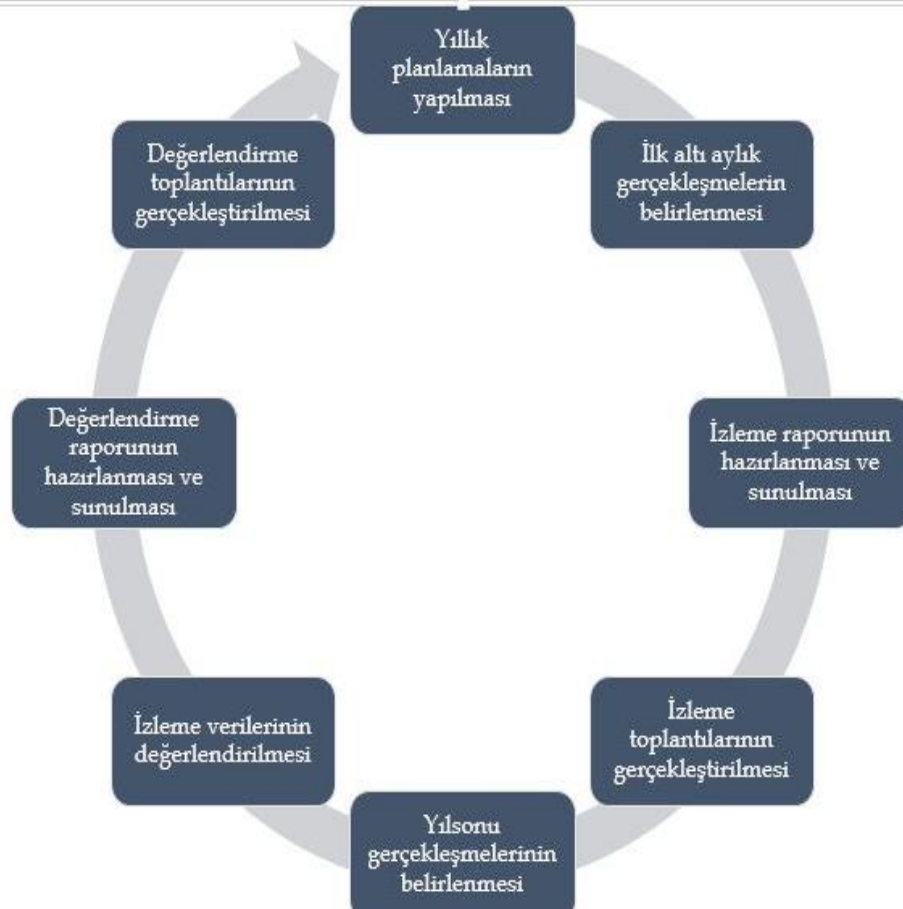 Yıllık
planlamaların
yapılması
İlk altı aylık
gerçekleşmelerin
belirlenmesi
İzleme raporunun
hazırlanması ve
sunulması
İzleme
toplantılarının
gerçekleştirilmesi
Yılsonu
gerçekleşmelerinin
belirlenmesi
İzleme verilerinin
değerlendirilmesi
Değerlendirme
raporunun
hazırlanması ve
sunulması
Değerlendirme
toplantılarının
gerçekleştirilmesi